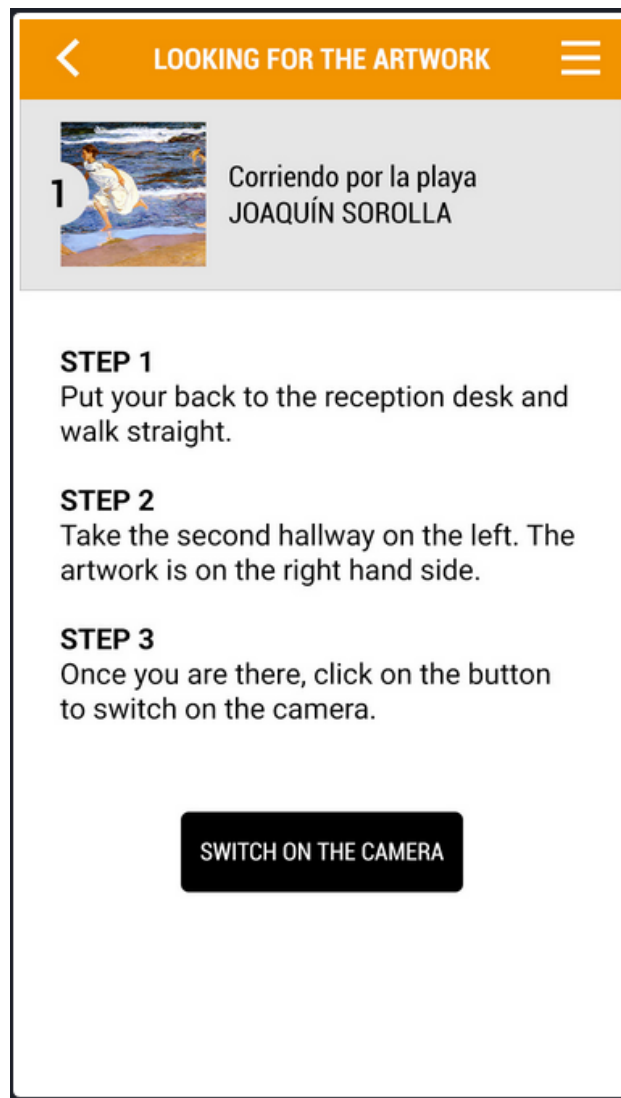 LOOKING FOR THE ARTWORK
1
Corriendo por la playa
JOAQUÍN SOROLLA
STEP 1
Put your back to the reception desk and
walk straight.
STEP 2
Take the second hallway on the left. The
artwork is on the right hand side.
STEP 3
Once you are there, click on the button
to switch on the camera.
SWITCH ON THE CAMERA